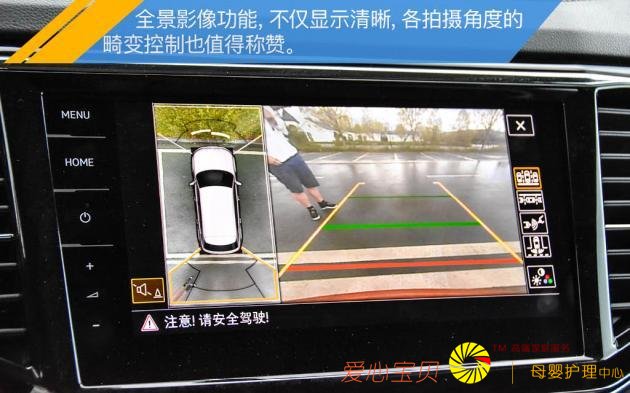 全景影像功能, 不仅显示清晰, 各拍摄角度的
畸变控制也值得称赞。
MENU
HOME
注意! 请安全驾驶!
爱心宝贝
TM
母婴护理中心